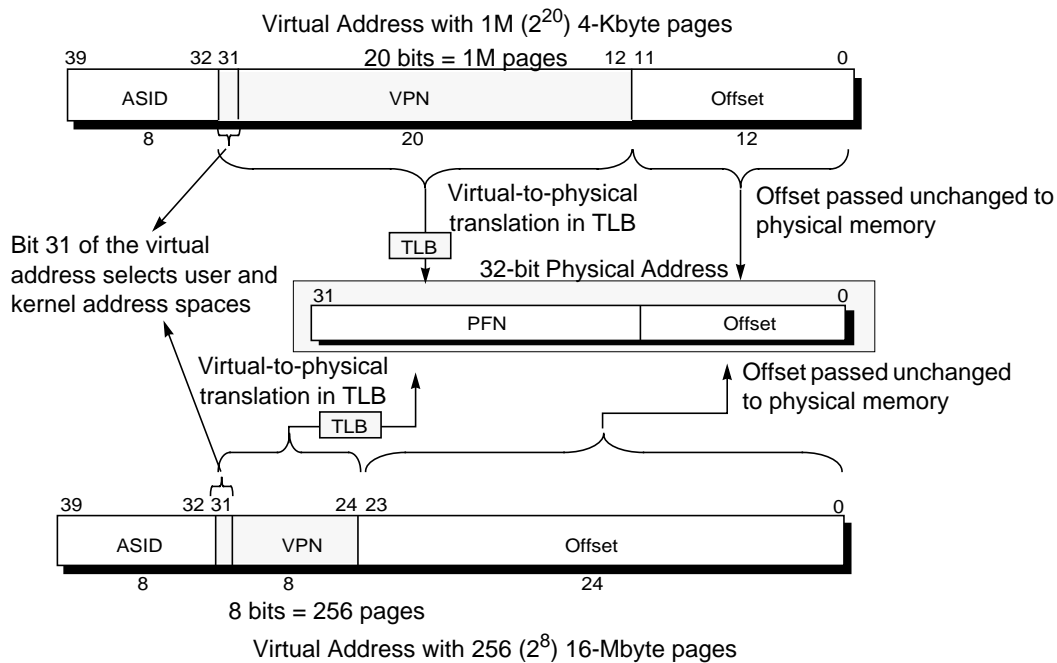 Virtual Address with 1M (2^20) 4-Kbyte pages
39 32 31 20 bits = 1M pages 12 11 0
ASID VPN Offset
8 20 12
Virtual-to-physical
translation in TLB
Offset passed unchanged to
physical memory
TLB
Bit 31 of the virtual
address selects user and
kernel address spaces
32-bit Physical Address
31 0
PFN Offset
Virtual-to-physical
translation in TLB
Offset passed unchanged
to physical memory
TLB
39 32 31 24 23 0
ASID VPN Offset
8 8 24
8 bits = 256 pages
Virtual Address with 256 (2^8) 16-Mbyte pages